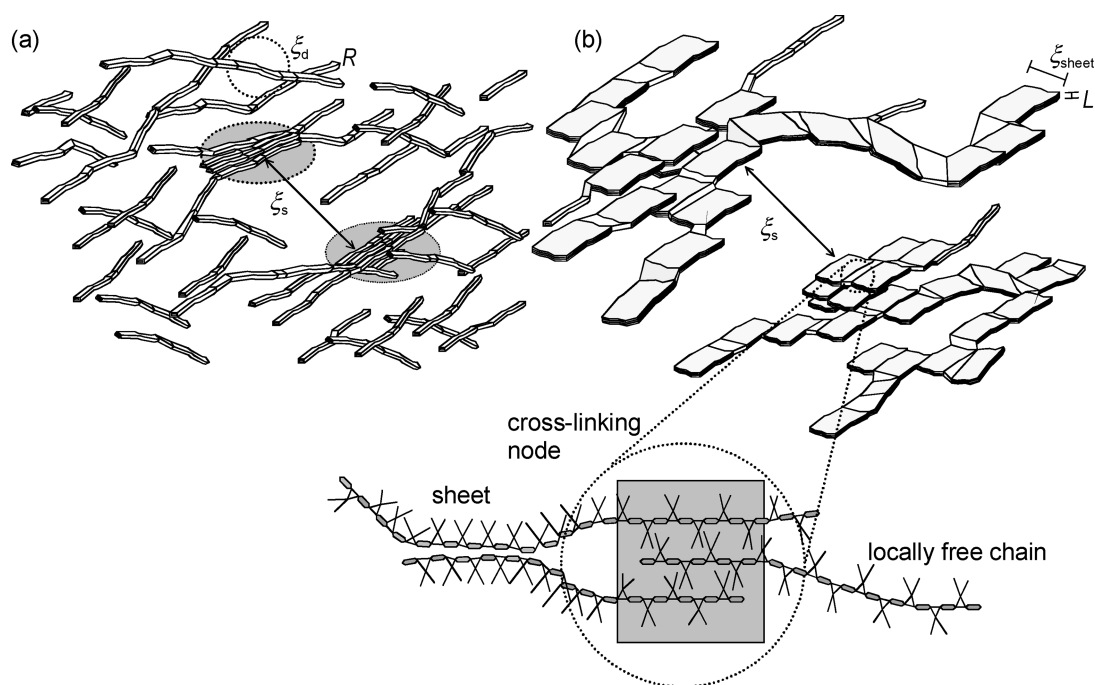 (a)
ξd
R
ξs
(b)
ξsheet
L
ξs
cross-linking
node
sheet
locally free chain